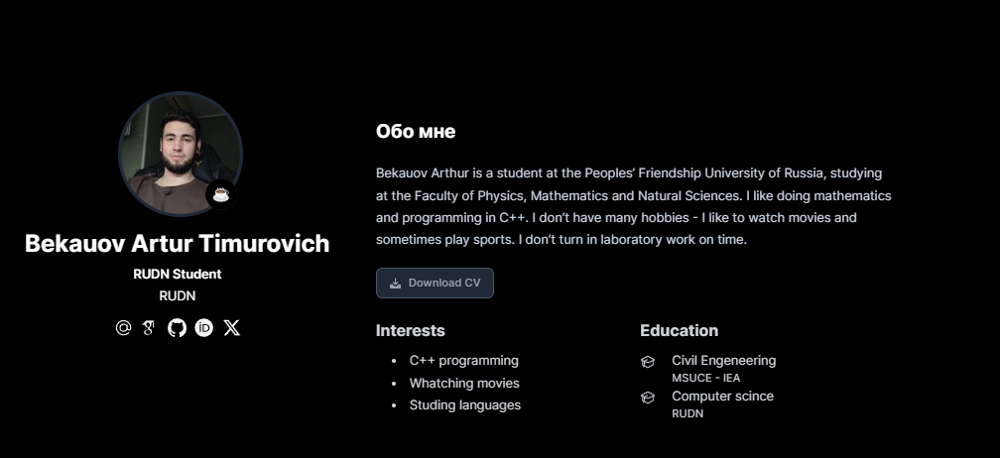 Обо мне
Bekauov Arthur is a student at the Peoples’ Friendship University of Russia, studying
at the Faculty of Physics, Mathematics and Natural Sciences. I like doing mathematics
and programming in C++. I don’t have many hobbies - I like to watch movies and
sometimes play sports. I don’t turn in laboratory work on time.
Bekauov Artur Timurovich
RUDN Student
RUDN
Download CV
Interests
C++ programming
Whatching movies
Studing languages
Education
Civil Engeneering
MSUCE - IEA
Computer scince
RUDN